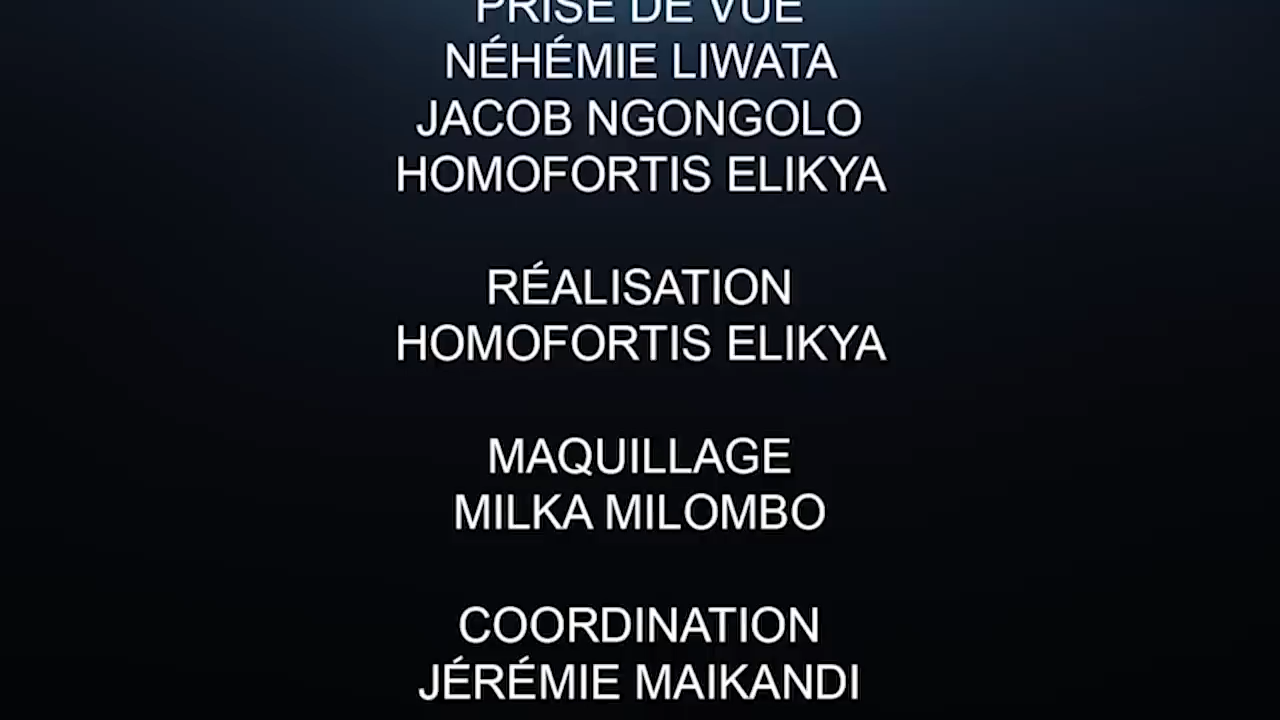 PRISE DE VUE
NÉHÉMIE LIWATA
JACOB NGONGOLO
HOMOFORTIS ELIKYA
RÉALISATION
HOMOFORTIS ELIKYA
MAQUILLAGE
MILKA MILOMBO
COORDINATION
JÉRÉMIE MAIKANDI